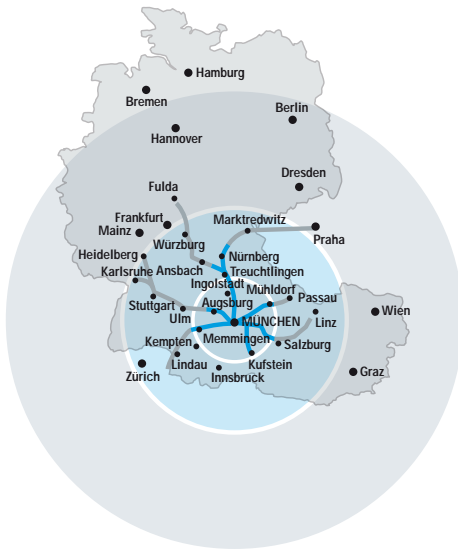 Hamburg
Bremen
Berlin
Hannover
Dresden
Fulda
Frankfurt
Marktredwitz
Mainz
Würzburg
Praha
Heidelberg
Nürnberg
Karlsruhe
Ansbach
Treuchtlingen
Ingolstadt
Mühldorf
Augsburg
Passau
Stuttgart
Ulm
MÜNCHEN
Linz
Wien
Kempten
Memmingen
Salzburg
Lindau
Kufstein
Zürich
Innsbruck
Graz